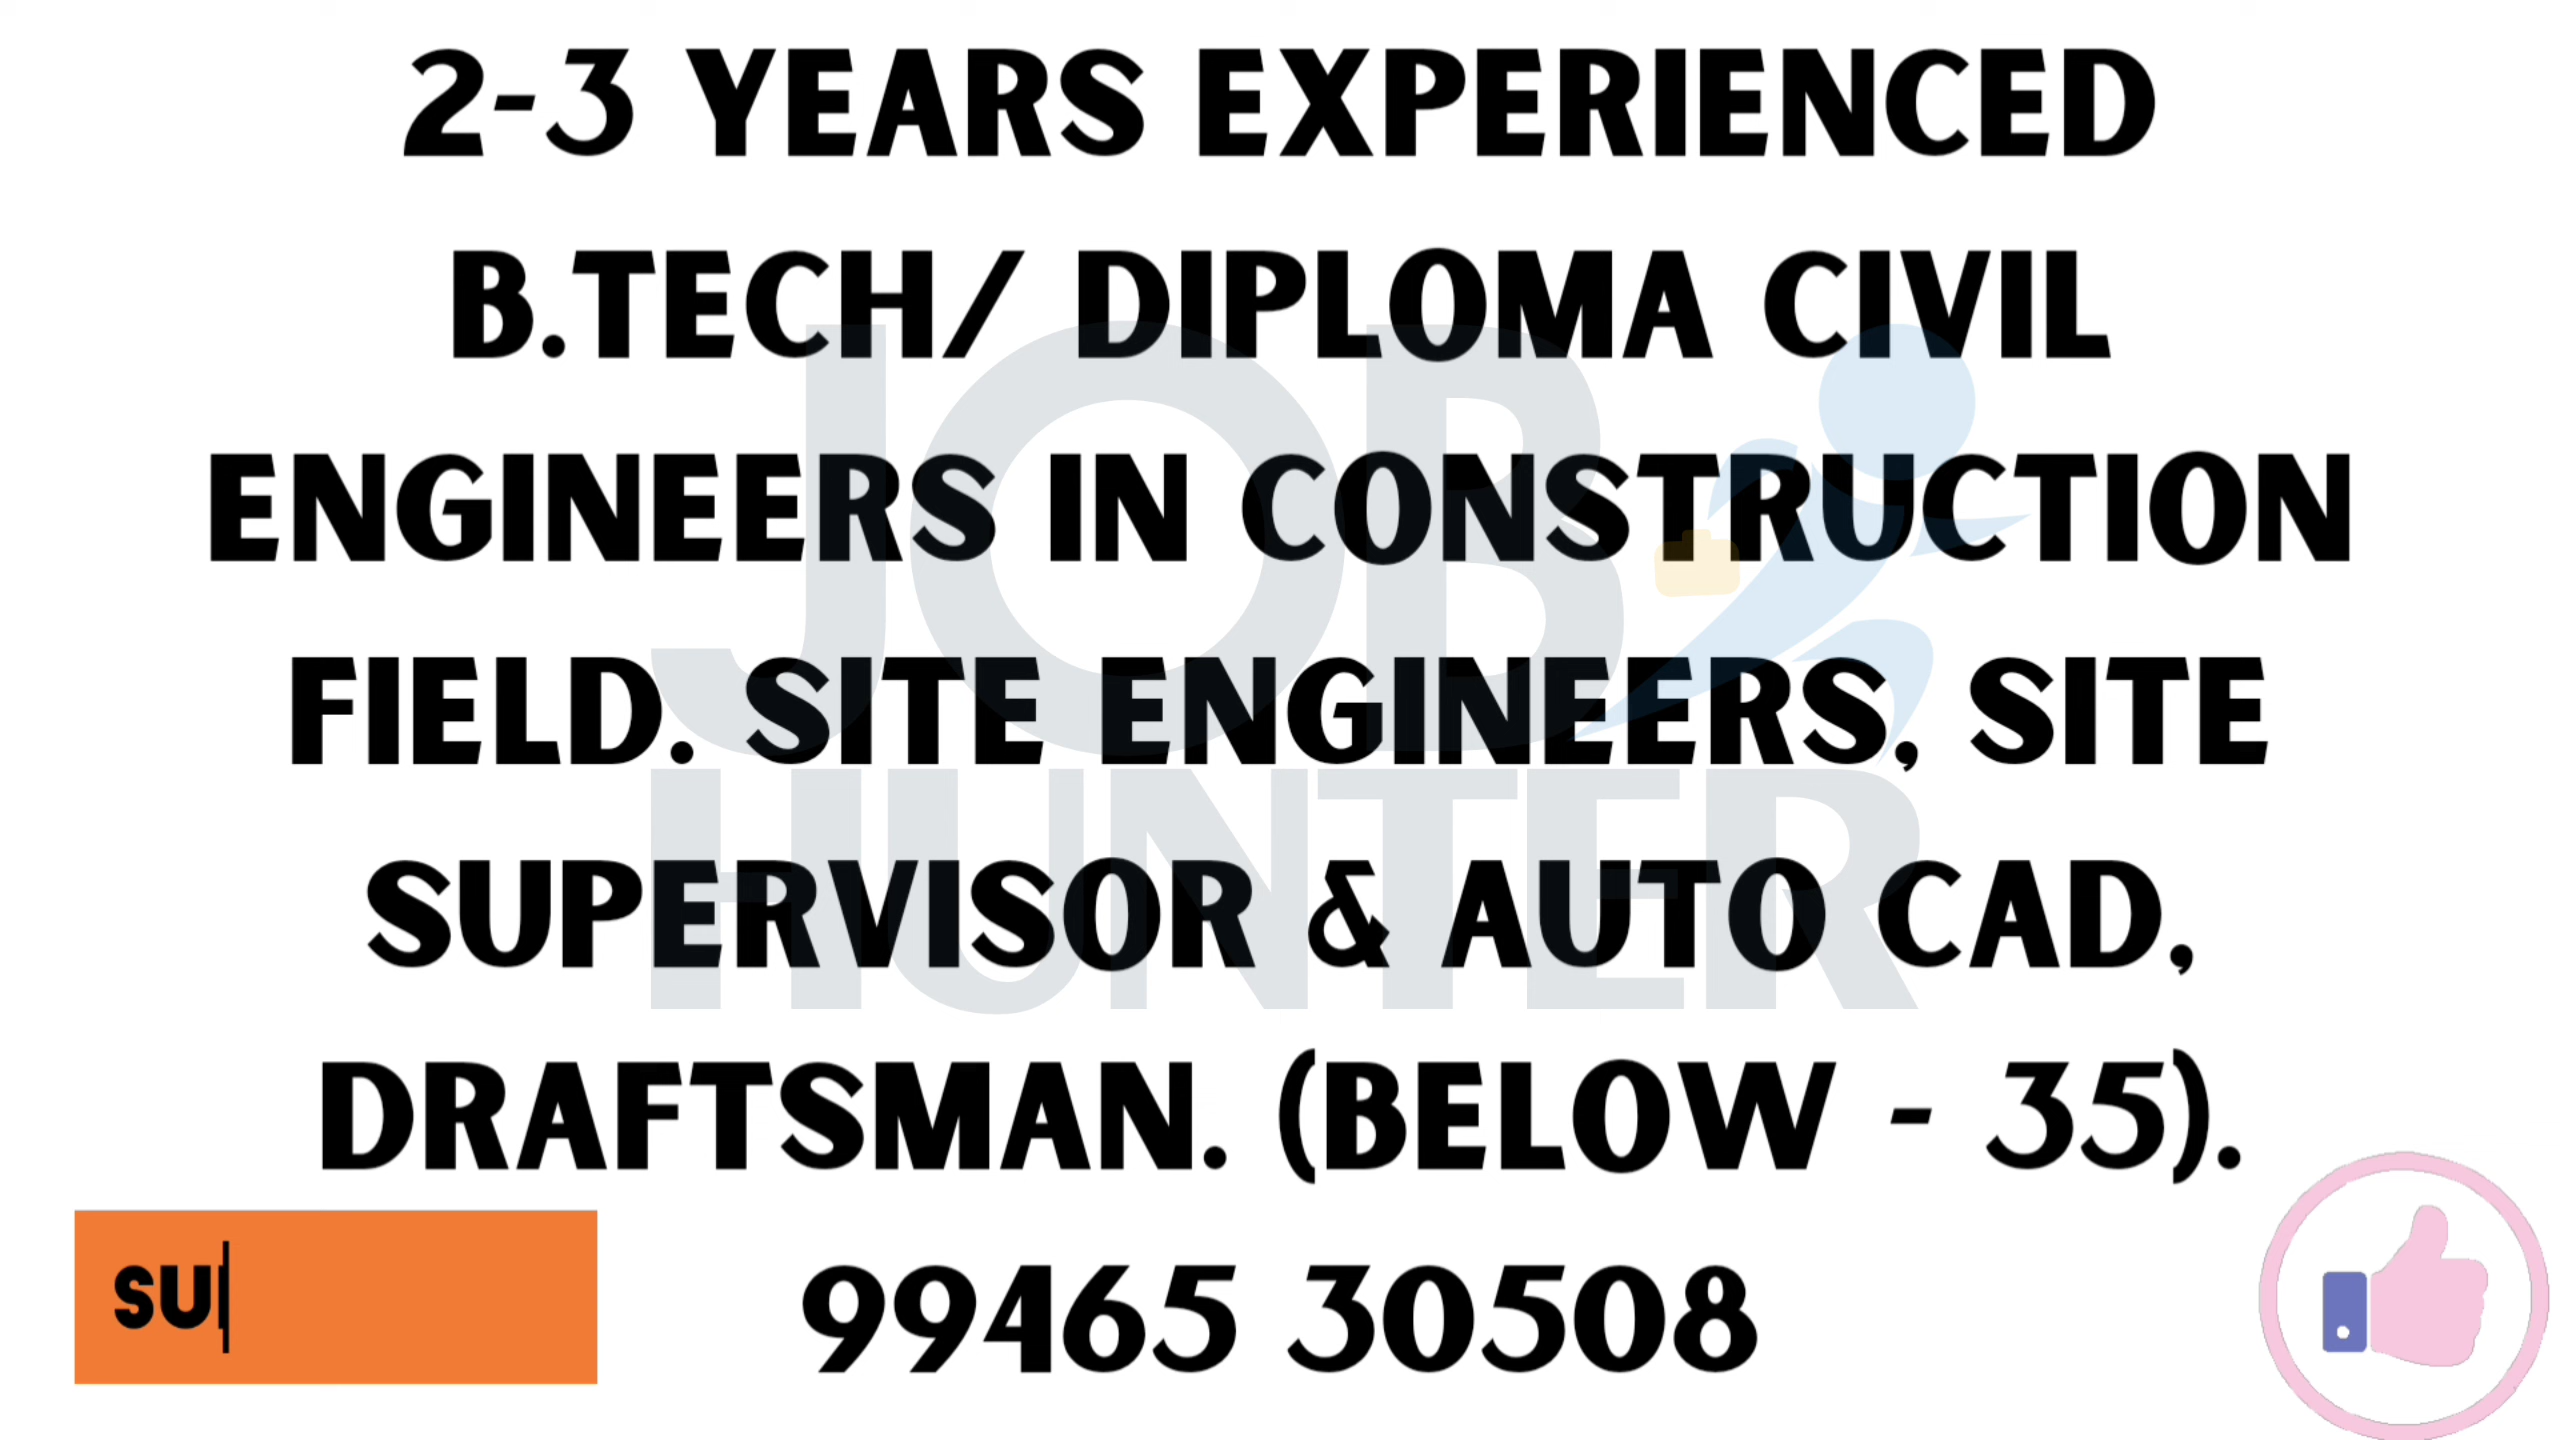 2-3 YEARS EXPERIENCED
B.TECH/ DIPLOMA CIVIL
ENGINEERS IN CONSTRUCTION
FIELD. SITE ENGINEERS, SITE
SUPERVISOR & AUTO CAD,
DRAFTSMAN. (BELOW - 35).
99465 30508
SU
JOB
HUNTER